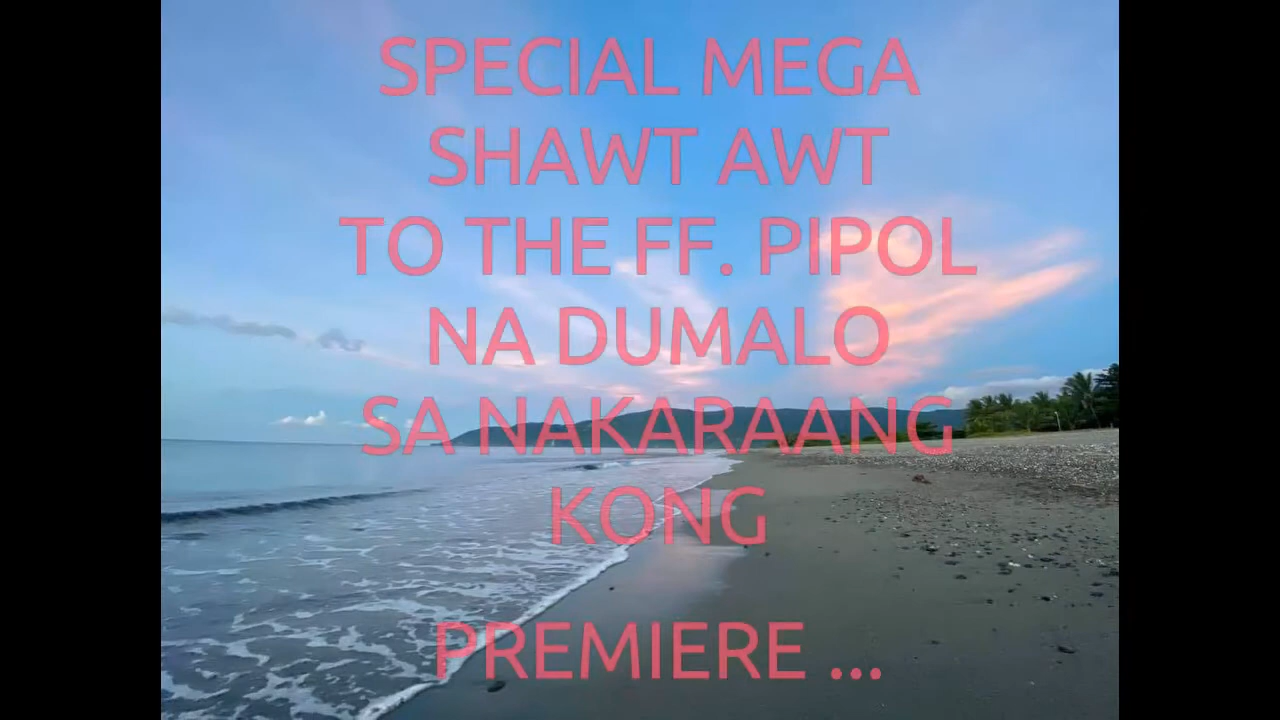 SPECIAL MEGA
SHAWT AWT
TO THE FF. PIPOL
NA DUMALO
SA NAKARAANG
KONG
PREMIERE ...